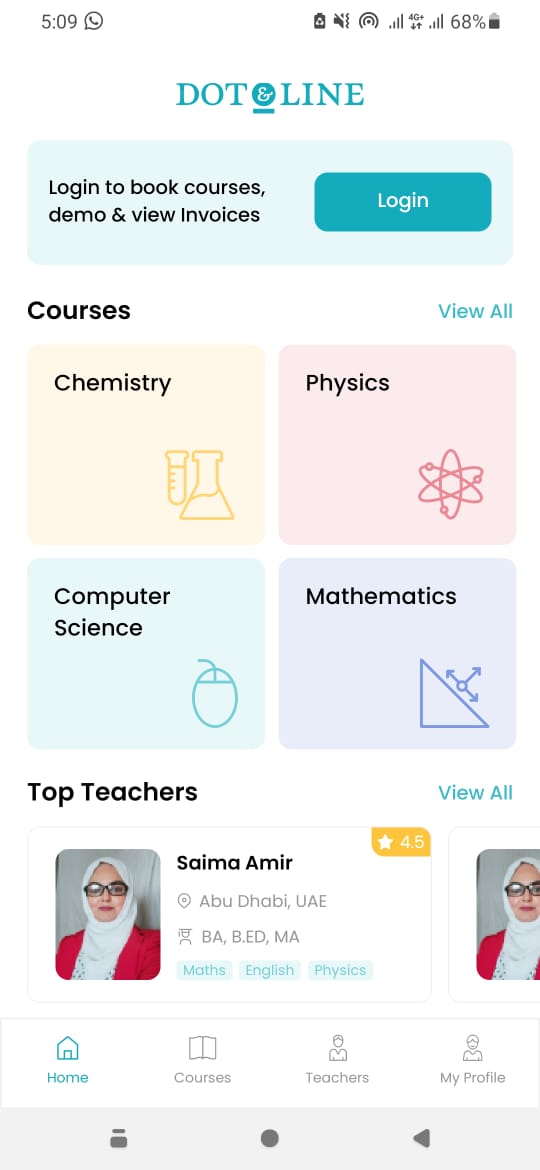 5:09 4G+ 68%
DOT & LINE
Login to book courses,
demo & view Invoices
Login
Courses
View All
Chemistry
Physics
Computer
Science
Mathematics
Top Teachers
View All
4.5
Saima Amir
Abu Dhabi, UAE
BA, B.ED, MA
Maths English Physics
Home Courses Teachers My Profile